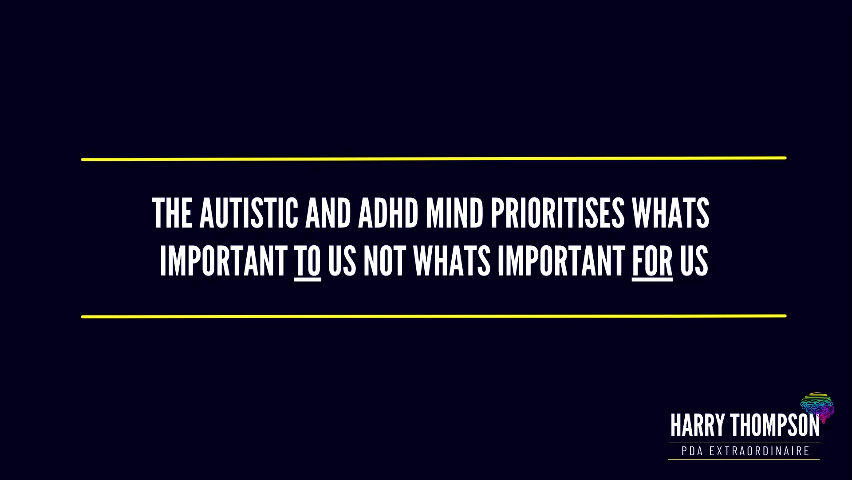 THE AUTISTIC AND ADHD MIND PRIORITISES WHATS
IMPORTANT TO US NOT WHATS IMPORTANT FOR US
HARRY THOMPSON
PDA EXTRAORDINAIRE